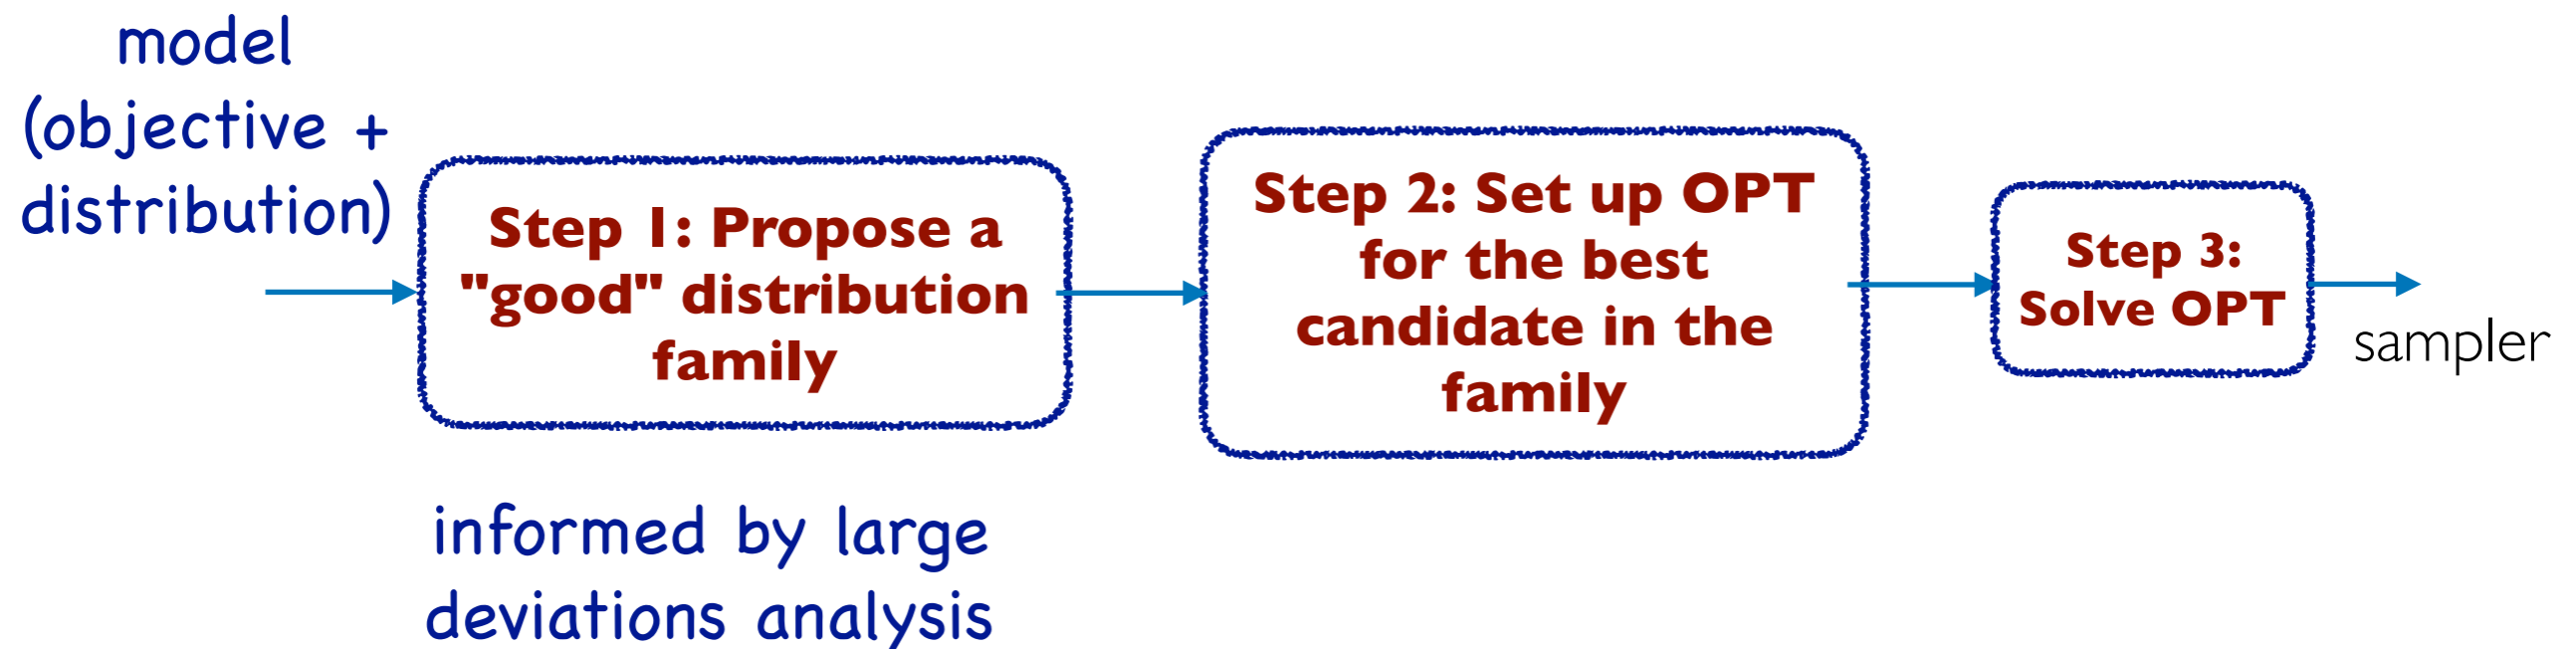 model
(objective +
distribution)
Step 1: Propose a
"good" distribution
family
informed by large
deviations analysis
Step 2: Set up OPT
for the best
candidate in the
family
Step 3:
Solve OPT
sampler